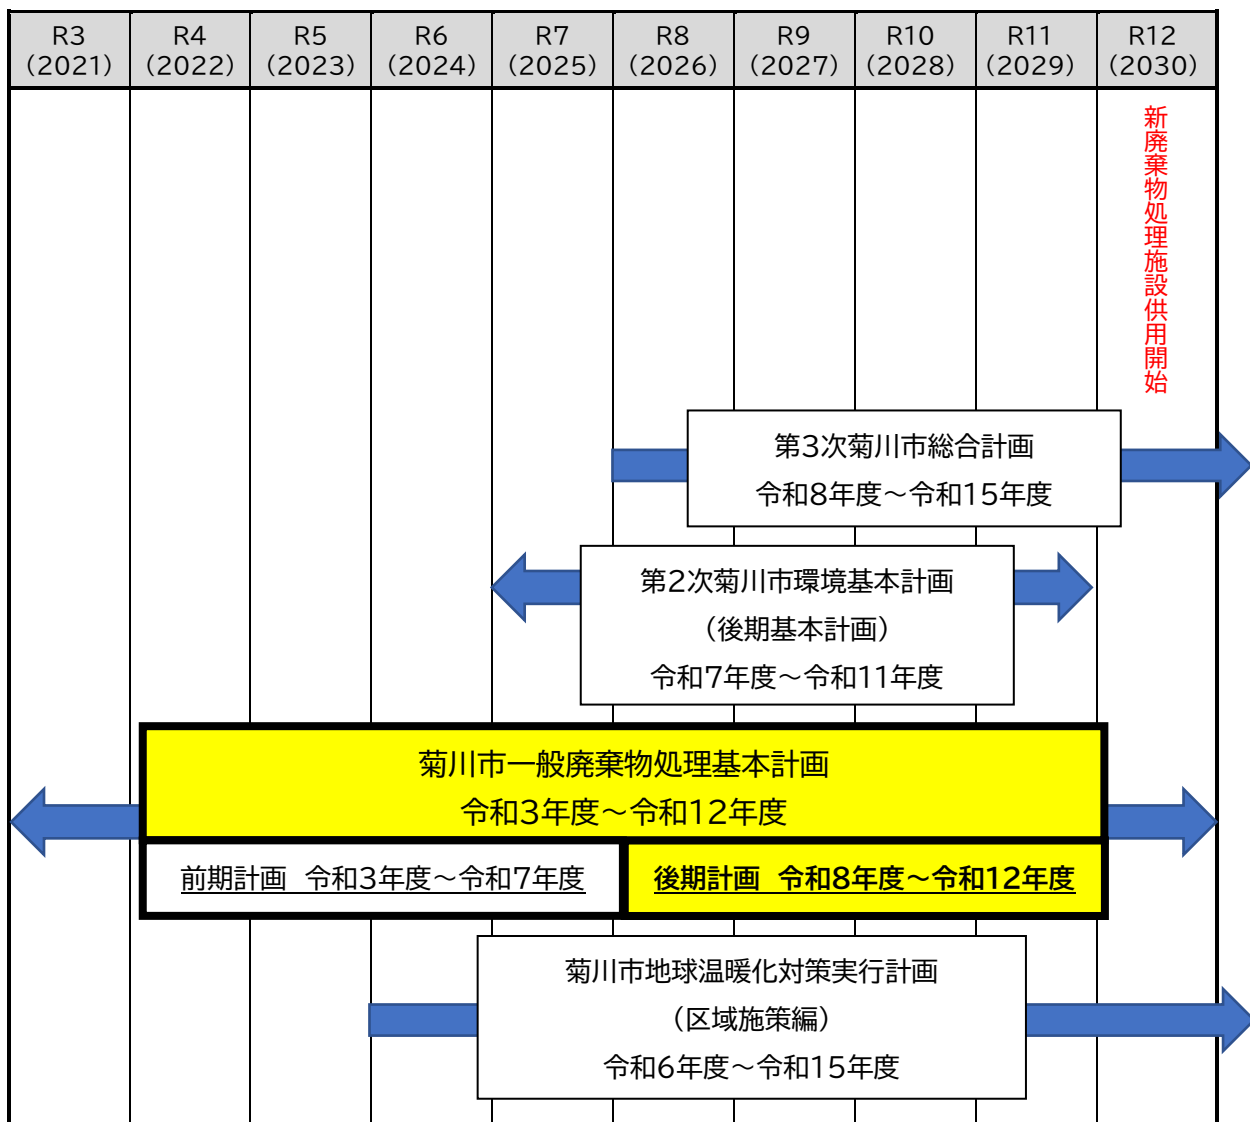 R3
（2021）
R4
（2022）
R5
（2023）
R6
（2024）
R7
（2025）
R8
（2026）
R9
（2027）
R10
（2028）
R11
（2029）
R12
（2030）
新廃棄物処理施設供用開始
第3次菊川市総合計画
令和8年度～令和15年度
第2次菊川市環境基本計画
（後期基本計画）
令和7年度～令和11年度
菊川市一般廃棄物処理基本計画
令和3年度～令和12年度
前期計画　令和3年度～令和7年度
後期計画　令和8年度～令和12年度
菊川市地球温暖化対策実行計画
（区域施策編）
令和6年度～令和15年度